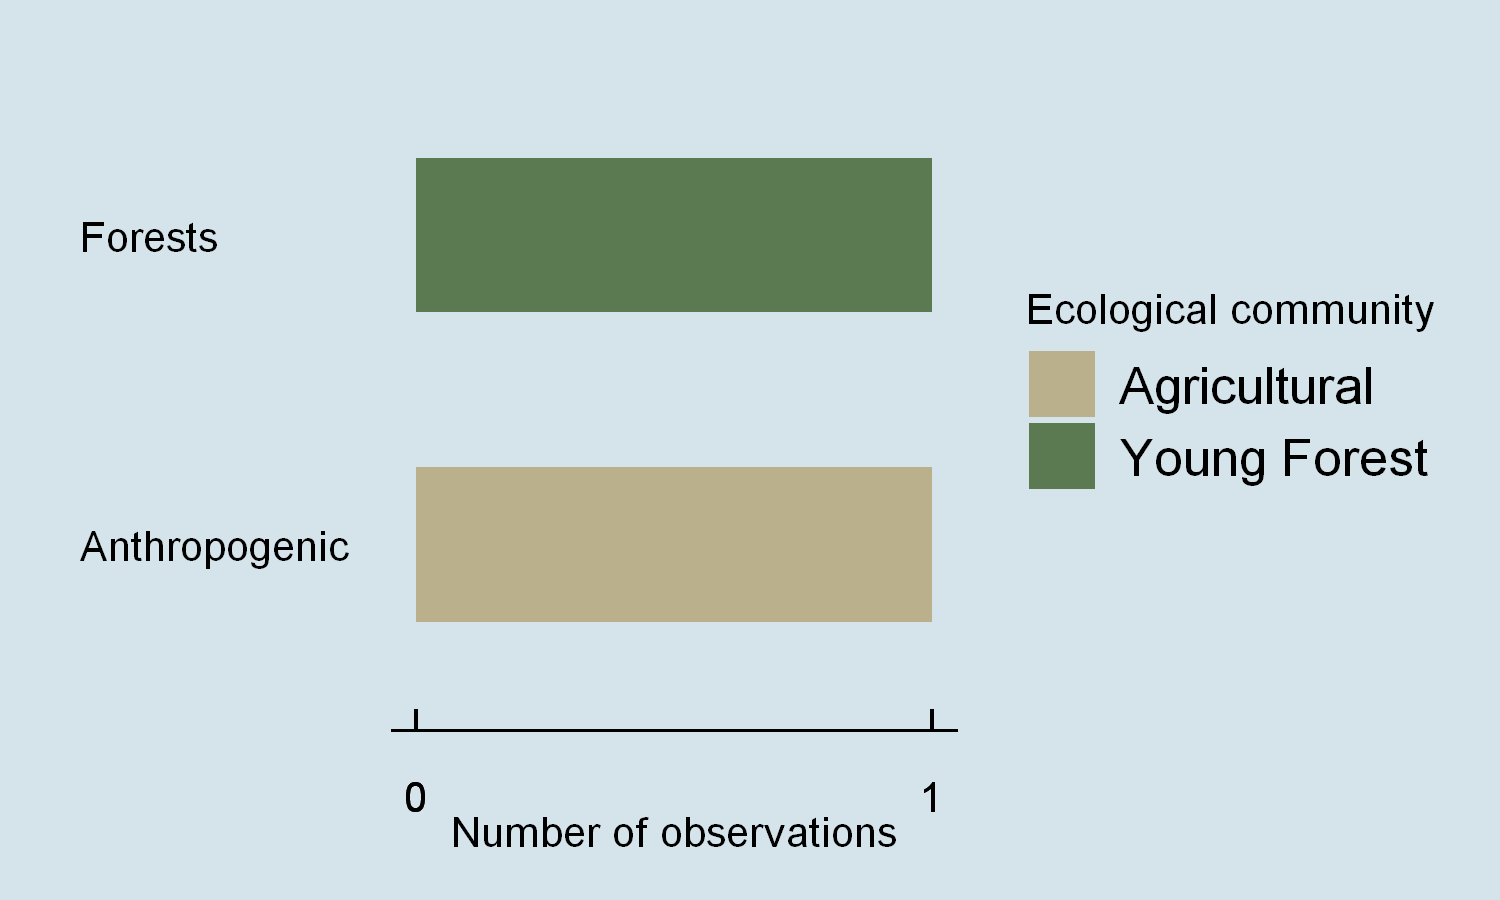 Forests
Anthropogenic
0 1
Number of observations
Ecological community
Agricultural
Young Forest